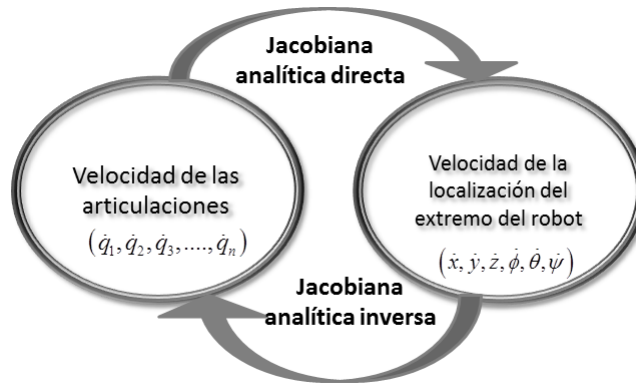 Jacobiana
analítica directa
Velocidad de las
articulaciones
(q̇₁, q̇₂, q̇₃, ...., q̇ₙ)
Velocidad de la
localización del
extremo del robot
(ẋ, ẏ, ż, ϕ̇, θ̇, ψ̇)
Jacobiana
analítica inversa